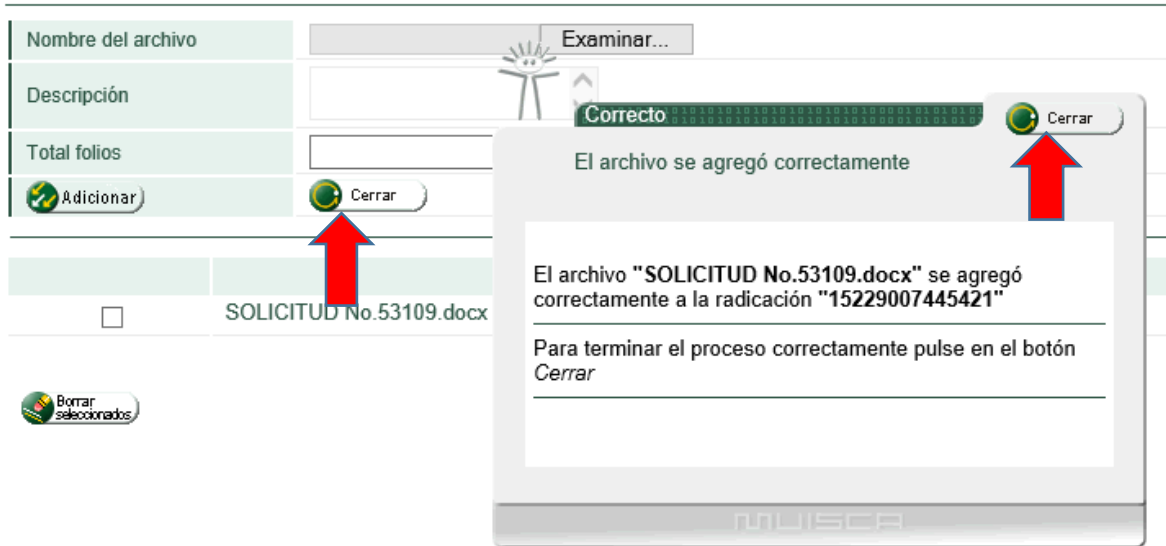 Nombre del archivo
Examinar...
Descripción
Total folios
Adicionar
Cerrar
SOLICITUD No.53109.docx
Borrar
seleccionados
Correcto
Cerrar
El archivo se agregó correctamente
El archivo "SOLICITUD No.53109.docx" se agregó
correctamente a la radicación "15229007445421"
Para terminar el proceso correctamente pulse en el botón
Cerrar
MUISCA